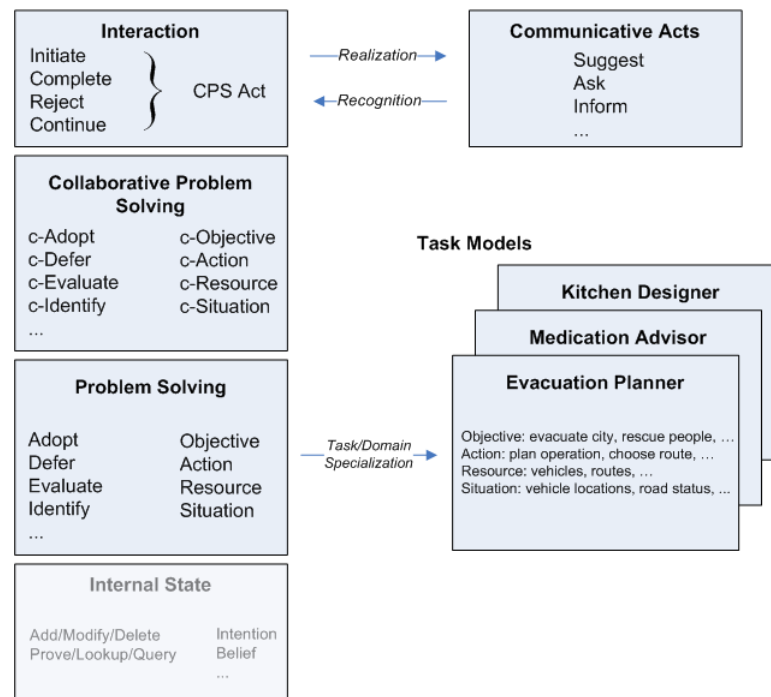 Interaction
Initiate
Complete
Reject
Continue
CPS Act
Realization
Recognition
Communicative Acts
Suggest
Ask
Inform
...
Collaborative Problem
Solving
c-Adopt c-Objective
c-Defer c-Action
c-Evaluate c-Resource
c-Identify c-Situation
...
Task Models
Kitchen Designer
Medication Advisor
Evacuation Planner
Objective: evacuate city, rescue people, …
Action: plan operation, choose route, …
Resource: vehicles, routes, …
Situation: vehicle locations, road status, ...
Problem Solving
Adopt Objective
Defer Action
Evaluate Resource
Identify Situation
...
Task/Domain
Specialization
Internal State
Add/Modify/Delete Intention
Prove/Lookup/Query Belief
...